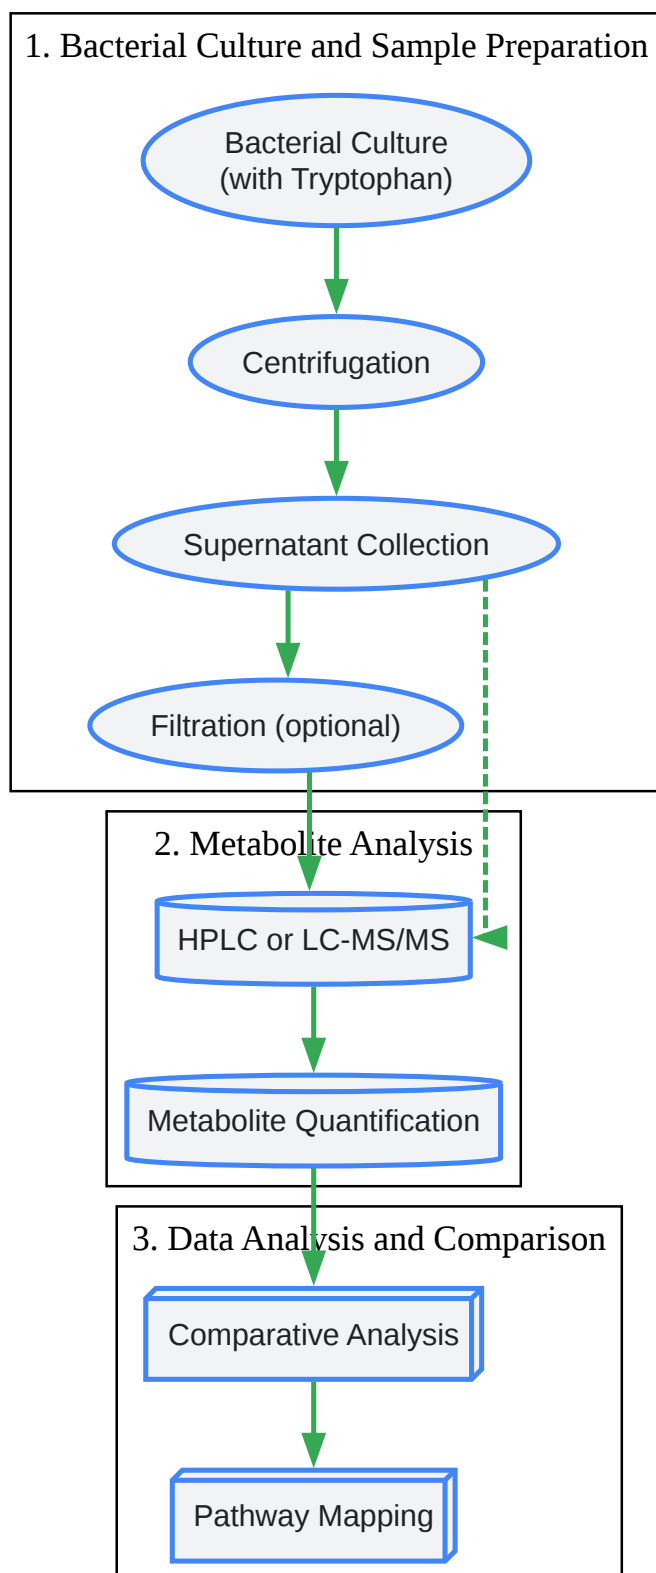 1. Bacterial Culture and Sample Preparation
Bacterial Culture
(with Tryptophan)
Centrifugation
Supernatant Collection
Filtration (optional)
2. Metabolite Analysis
HPLC or LC-MS/MS
Metabolite Quantification
3. Data Analysis and Comparison
Comparative Analysis
Pathway Mapping